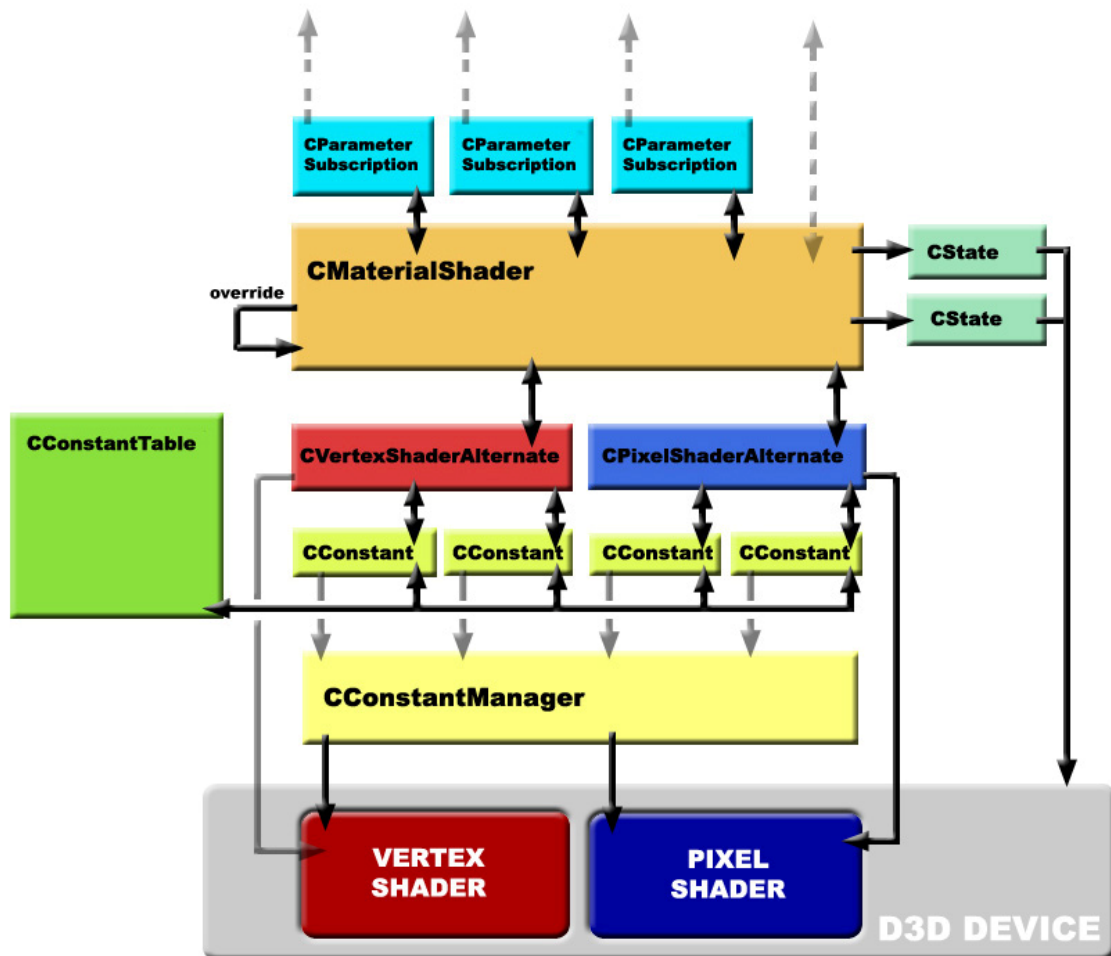 CParameter
Subscription
CParameter
Subscription
CParameter
Subscription
CMaterialShader
CState
override
CState
CConstantTable
CVertexShaderAlternate
CPixelShaderAlternate
CConstant
CConstant
CConstant
CConstant
CConstantManager
VERTEX
SHADER
PIXEL
SHADER
D3D DEVICE